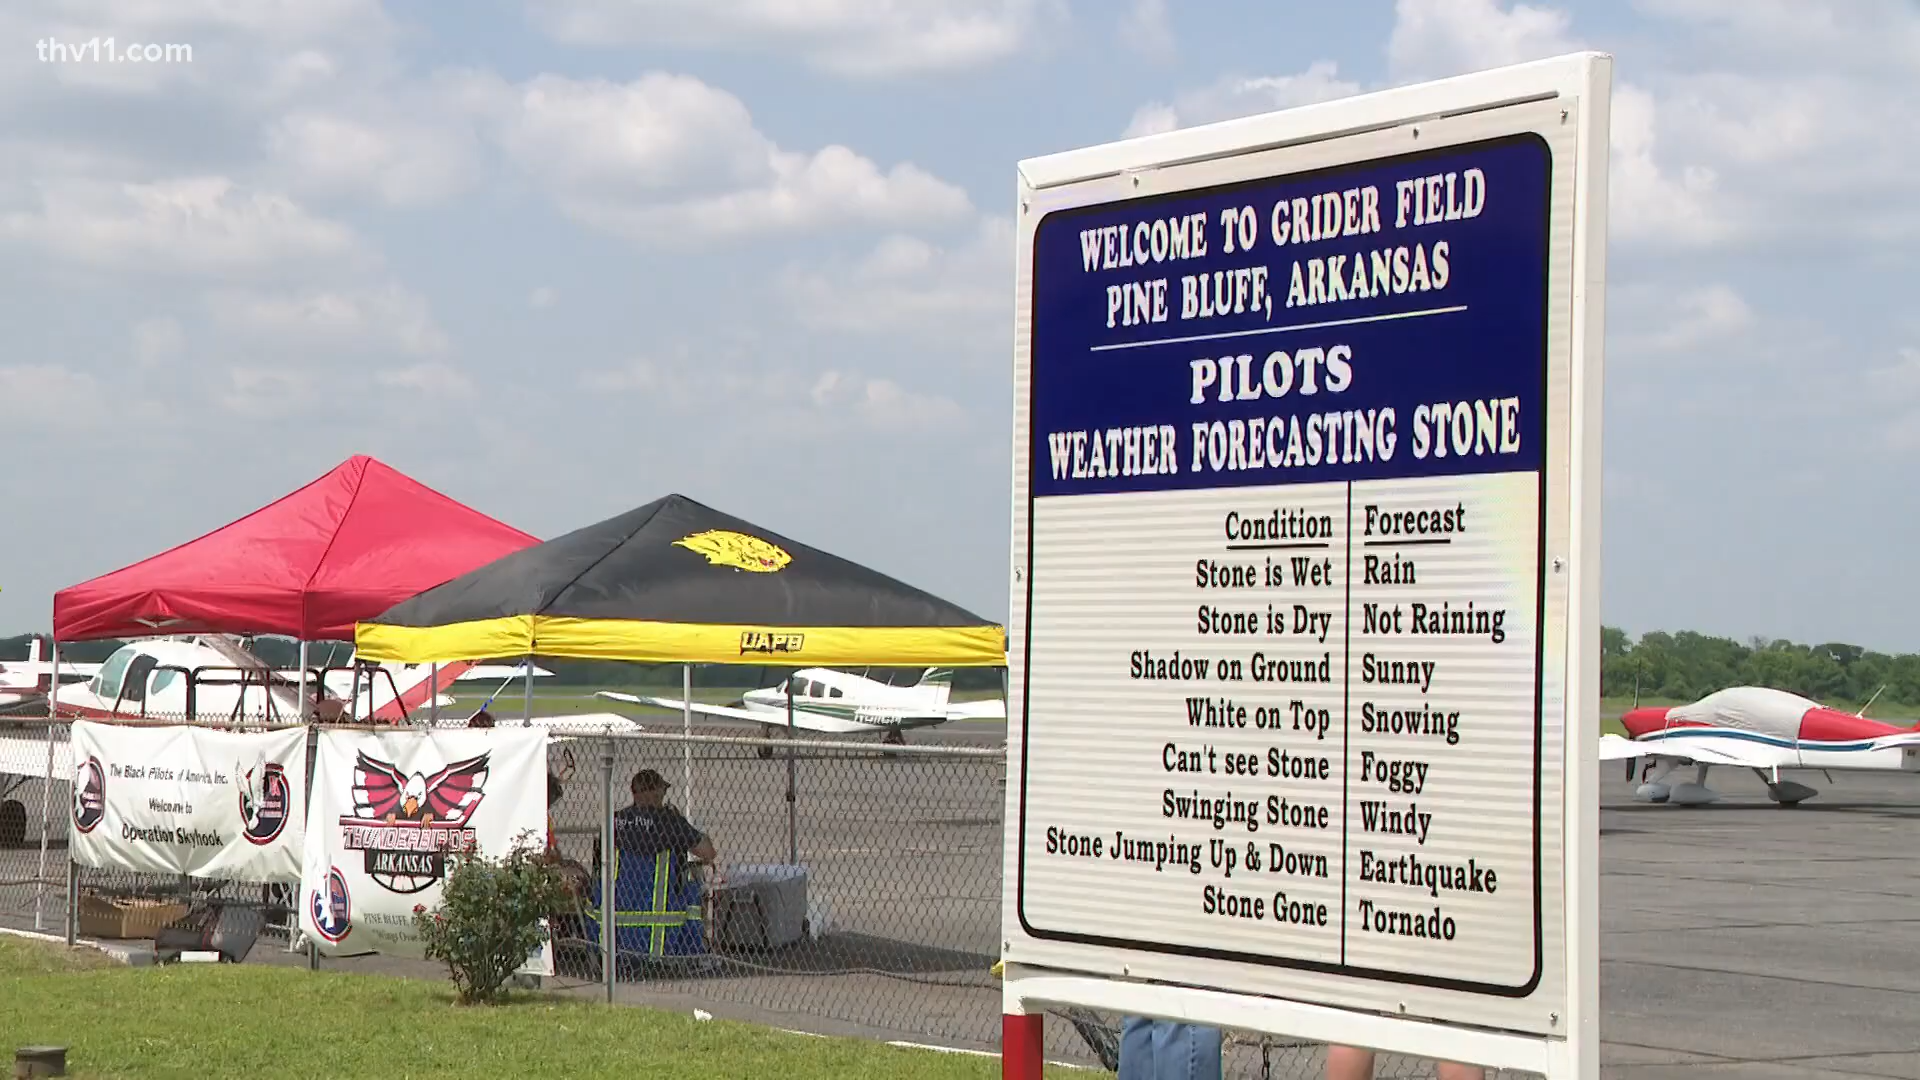 thv11.com
WELCOME TO GRIDER FIELD
PINE BLUFF, ARKANSAS
PILOTS
WEATHER FORECASTING STONE
Condition Forecast
Stone is Wet Rain
Stone is Dry Not Raining
Shadow on Ground Sunny
White on Top Snowing
Can't see Stone Foggy
Swinging Stone Windy
Stone Jumping Up & Down Earthquake
Stone Gone Tornado
UAPB
The Black Pilots of America, Inc.
Welcome to
Operation Skyhook
THUNDERBIRDS
ARKANSAS
PINE BLUFF,
"Wings Over